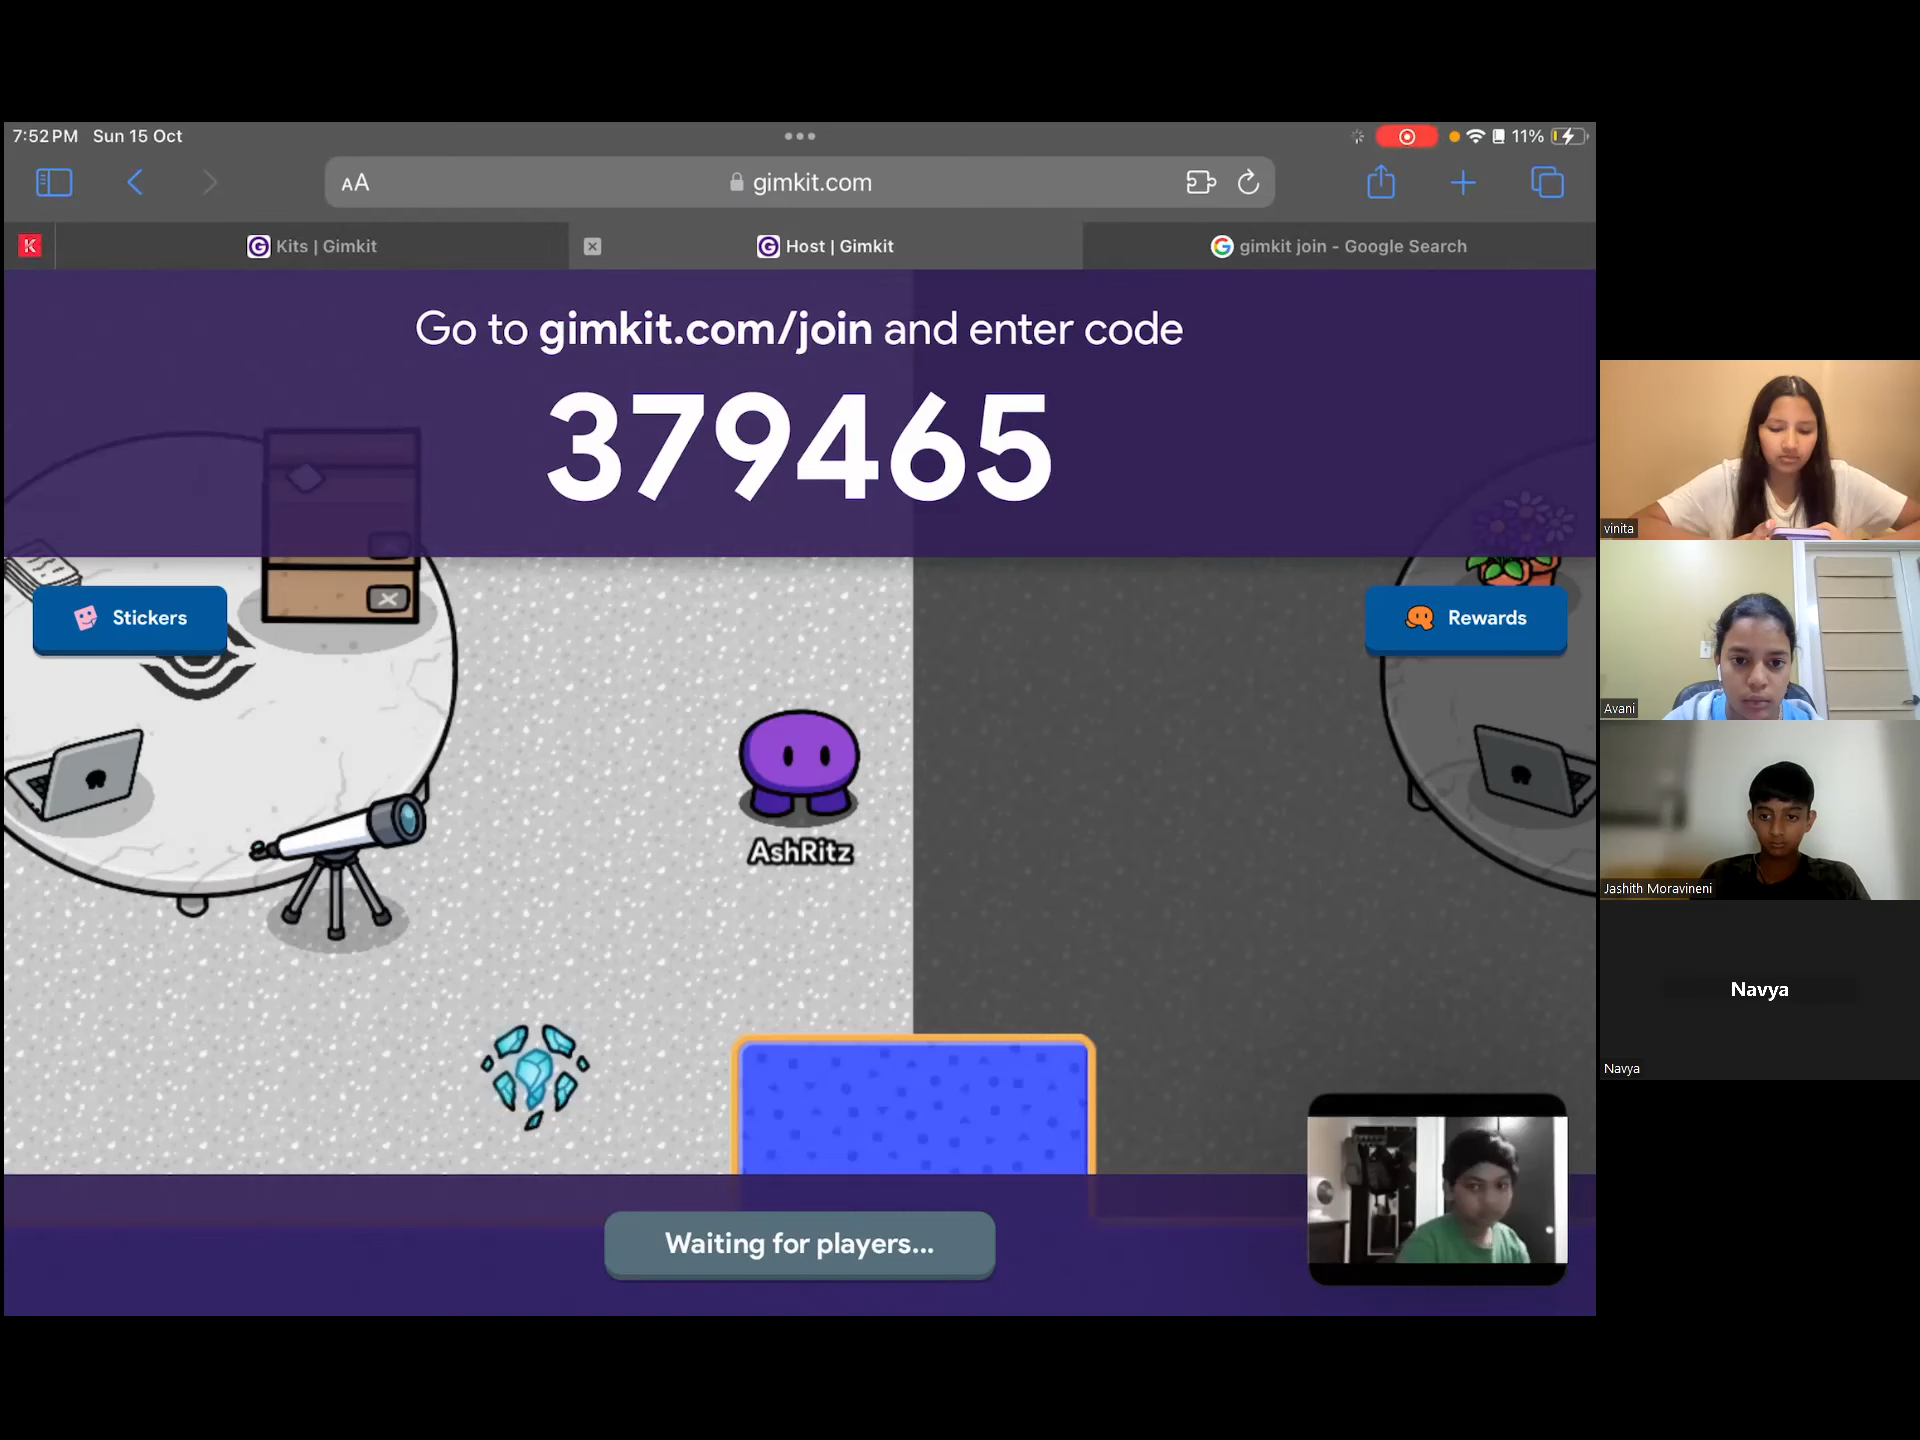 7:52 PM Sun 15 Oct
11%
AA
gimkit.com
K
Kits | Gimkit
Host | Gimkit
gimkit join - Google Search
Go to gimkit.com/join and enter code
379465
Stickers
Rewards
AshRitz
Waiting for players...
vinita
Avani
Jashith Moravineni
Navya
Navya